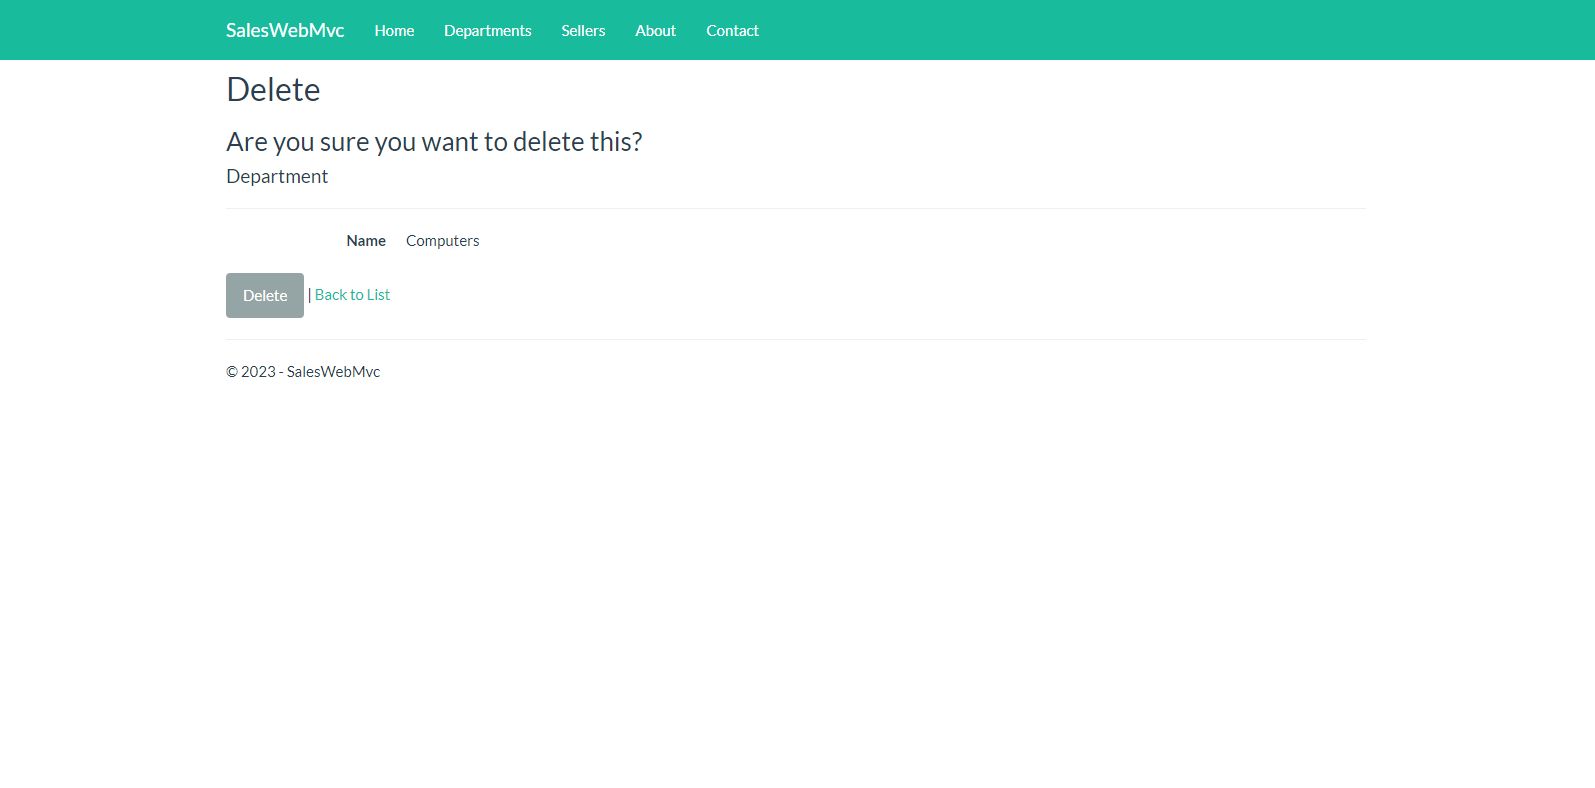 SalesWebMvc Home Departments Sellers About Contact
Delete
Are you sure you want to delete this?
Department
Name Computers
Delete | Back to List
© 2023 - SalesWebMvc